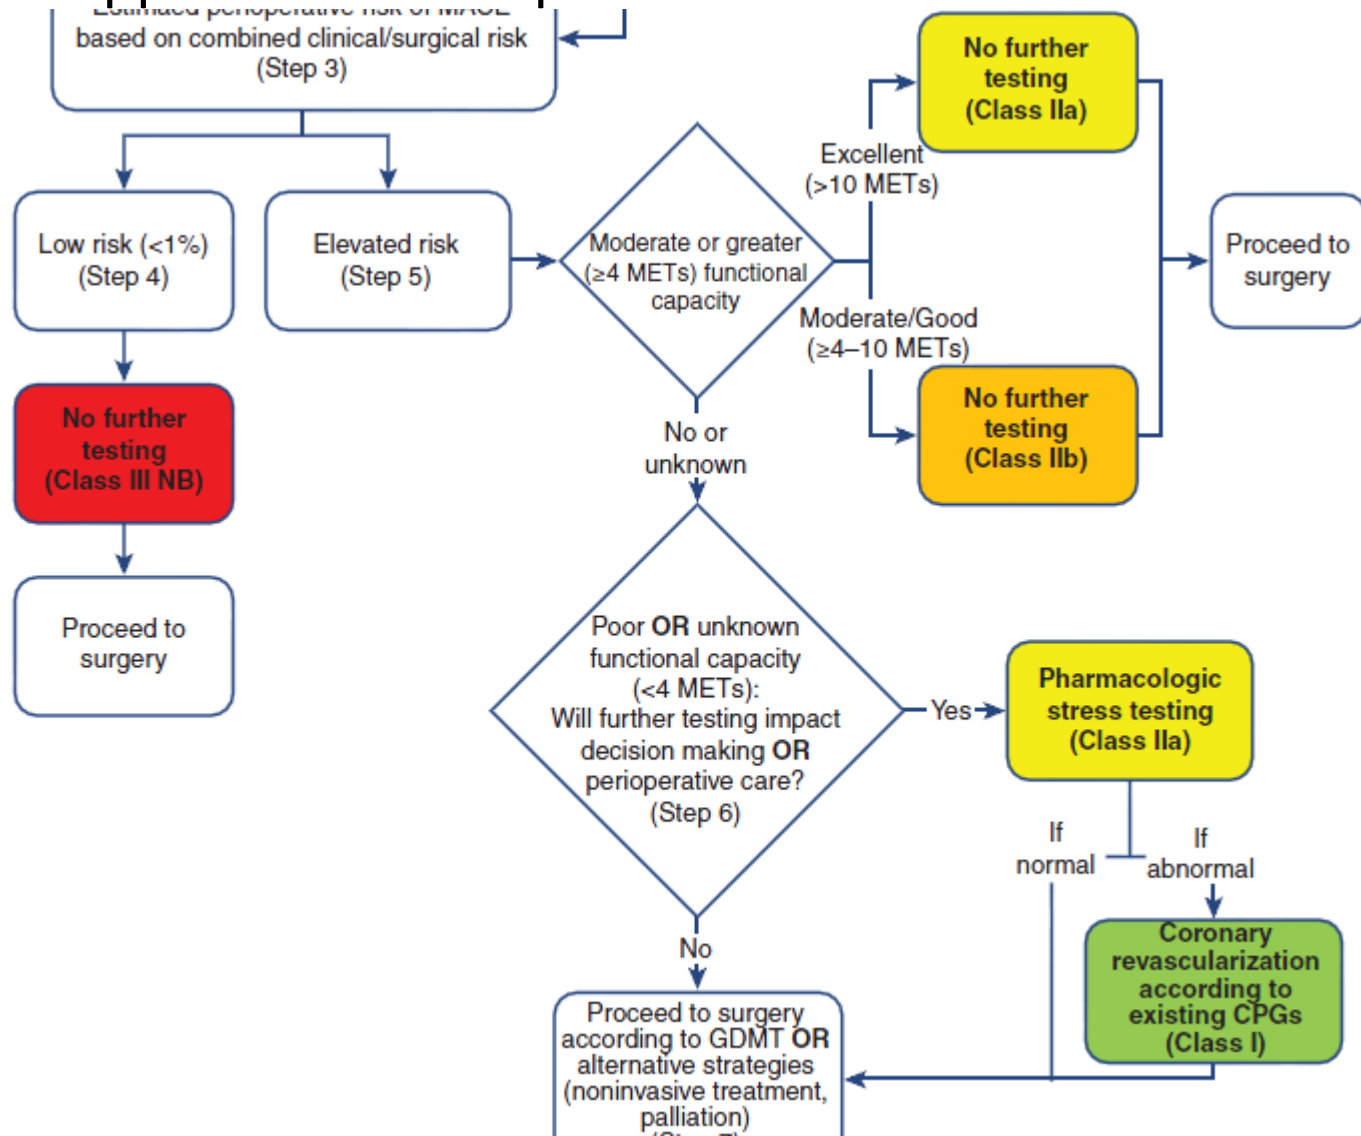 Estimated perioperative risk of MACE
based on combined clinical/surgical risk
(Step 3)
No further
testing
(Class IIa)
Excellent
(>10 METs)
Low risk (<1%)
(Step 4)
Elevated risk
(Step 5)
Moderate or greater
(≥4 METs) functional
capacity
Proceed to
surgery
Moderate/Good
(≥4–10 METs)
No further
testing
(Class III NB)
No further
testing
(Class IIb)
No or
unknown
Proceed to
surgery
Poor OR unknown
functional capacity
(<4 METs):
Will further testing impact
decision making OR
perioperative care?
(Step 6)
Yes
Pharmacologic
stress testing
(Class IIa)
If
normal
If
abnormal
No
Coronary
revascularization
according to
existing CPGs
(Class I)
Proceed to surgery
according to GDMT OR
alternative strategies
(noninvasive treatment,
palliation)